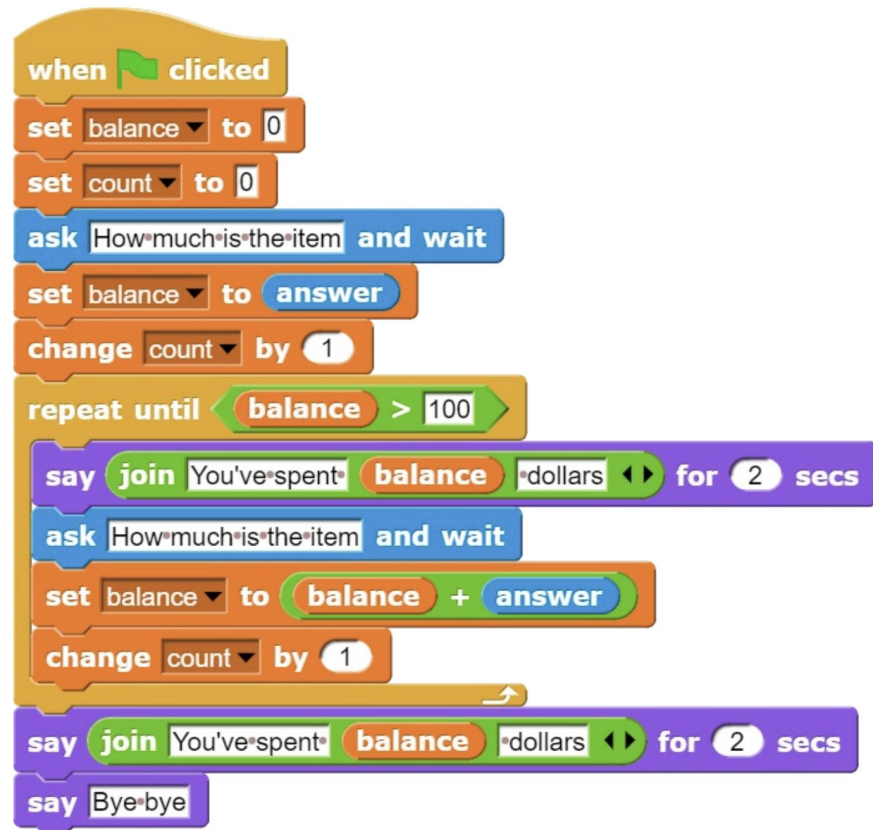 when clicked
set balance to 0
set count to 0
ask How much is the item and wait
set balance to answer
change count by 1
repeat until balance > 100
say join You've spent balance dollars for 2 secs
ask How much is the item and wait
set balance to balance + answer
change count by 1
say join You've spent balance dollars for 2 secs
say Bye bye